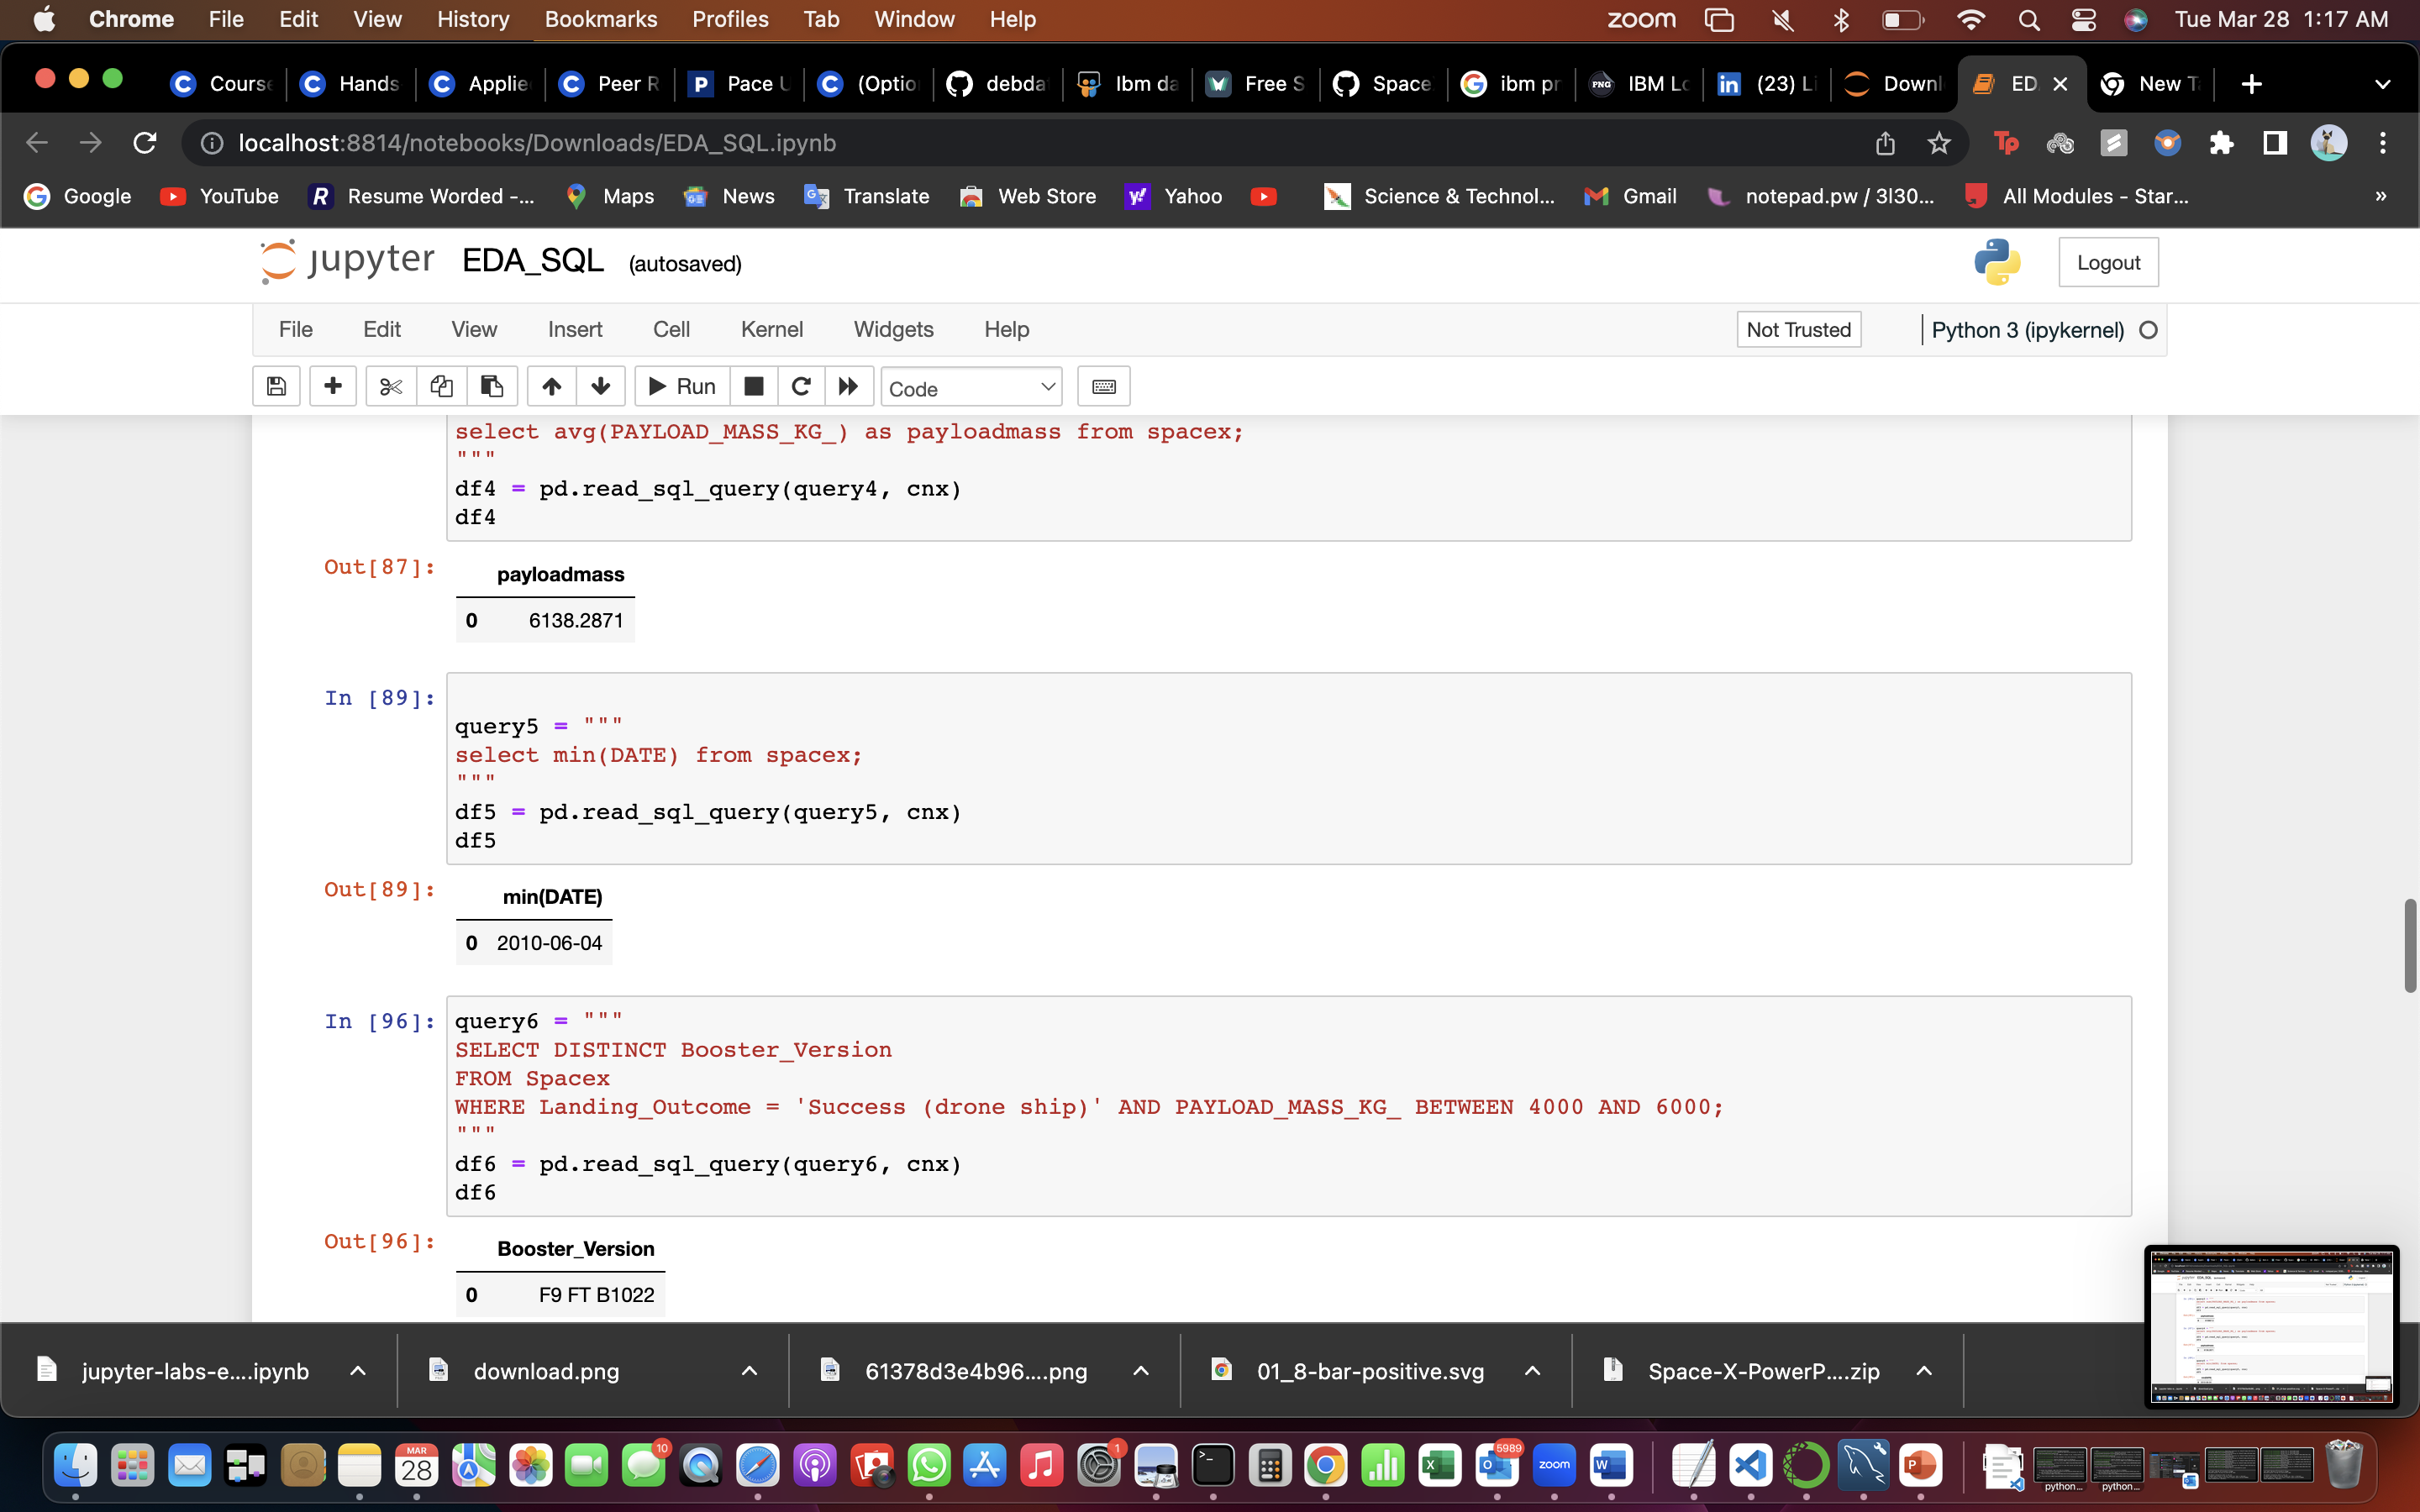 Chrome File Edit View History Bookmarks Profiles Tab Window Help zoom Tue Mar 28 1:17 AM
Course Hands Applie Peer R Pace U (Optio debda Ibm da Free S Space ibm pr IBM Lo (23) Li Downl ED New T
localhost:8814/notebooks/Downloads/EDA_SQL.ipynb
Google YouTube Resume Worded -... Maps News Translate Web Store Yahoo Science & Technol... Gmail notepad.pw / 3l30... All Modules - Star... »
jupyter EDA_SQL (autosaved) Logout
File Edit View Insert Cell Kernel Widgets Help Not Trusted Python 3 (ipykernel)
Run Code
select avg(PAYLOAD_MASS_KG_) as payloadmass from spacex;
"""
df4 = pd.read_sql_query(query4, cnx)
df4
Out[87]:
payloadmass
0 6138.2871
In [89]:
query5 = """
select min(DATE) from spacex;
"""
df5 = pd.read_sql_query(query5, cnx)
df5
Out[89]:
min(DATE)
0 2010-06-04
In [96]: query6 = """
SELECT DISTINCT Booster_Version
FROM Spacex
WHERE Landing_Outcome = 'Success (drone ship)' AND PAYLOAD_MASS_KG_ BETWEEN 4000 AND 6000;
"""
df6 = pd.read_sql_query(query6, cnx)
df6
Out[96]:
Booster_Version
0 F9 FT B1022
jupyter-labs-e....ipynb download.png 61378d3e4b96....png 01_8-bar-positive.svg Space-X-PowerP....zip
MAR 28 10 1 5989 zoom python... python...